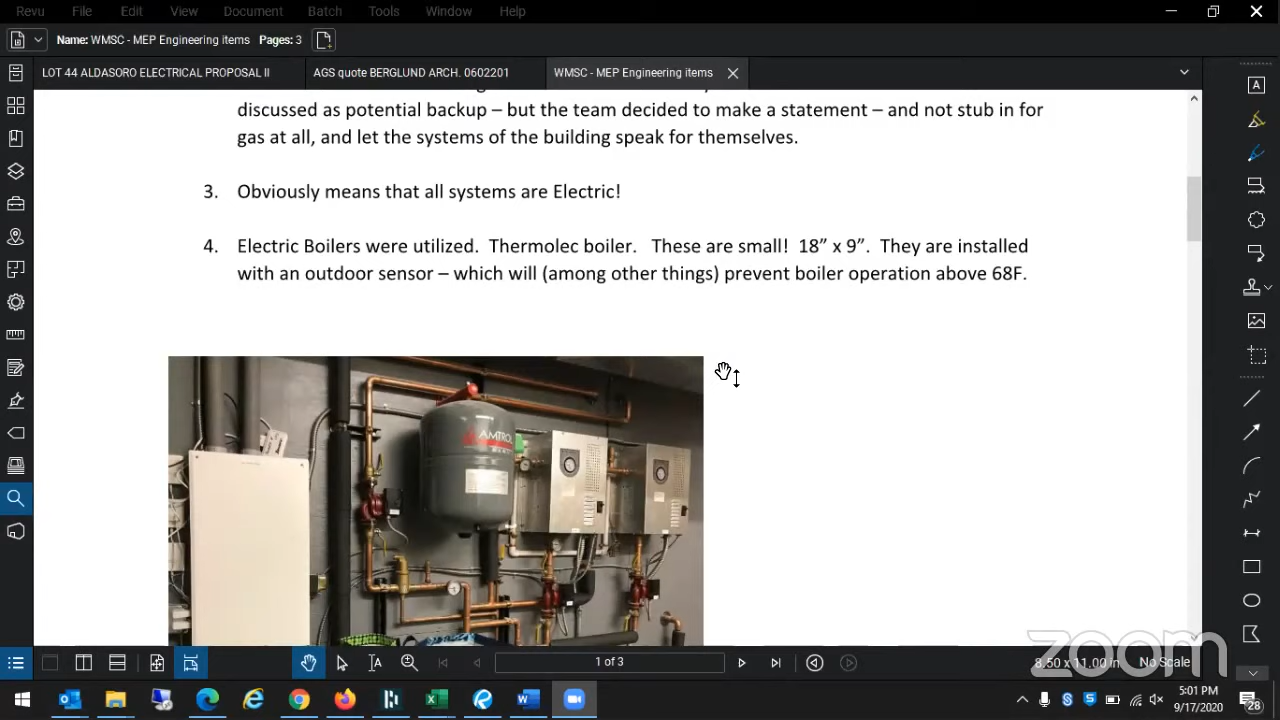 Revu File Edit View Document Batch Tools Window Help
Name: WMSC - MEP Engineering items Pages: 3
LOT 44 ALDASORO ELECTRICAL PROPOSAL II AGS quote BERGLUND ARCH. 0602201 WMSC - MEP Engineering items
discussed as potential backup – but the team decided to make a statement – and not stub in for
gas at all, and let the systems of the building speak for themselves.
3. Obviously means that all systems are Electric!
4. Electric Boilers were utilized. Thermolec boiler. These are small! 18” x 9”. They are installed
with an outdoor sensor – which will (among other things) prevent boiler operation above 68F.
AMTROL
1 of 3
8.50 x 11.00 in No Scale
zoom
5:01 PM
9/17/2020
28